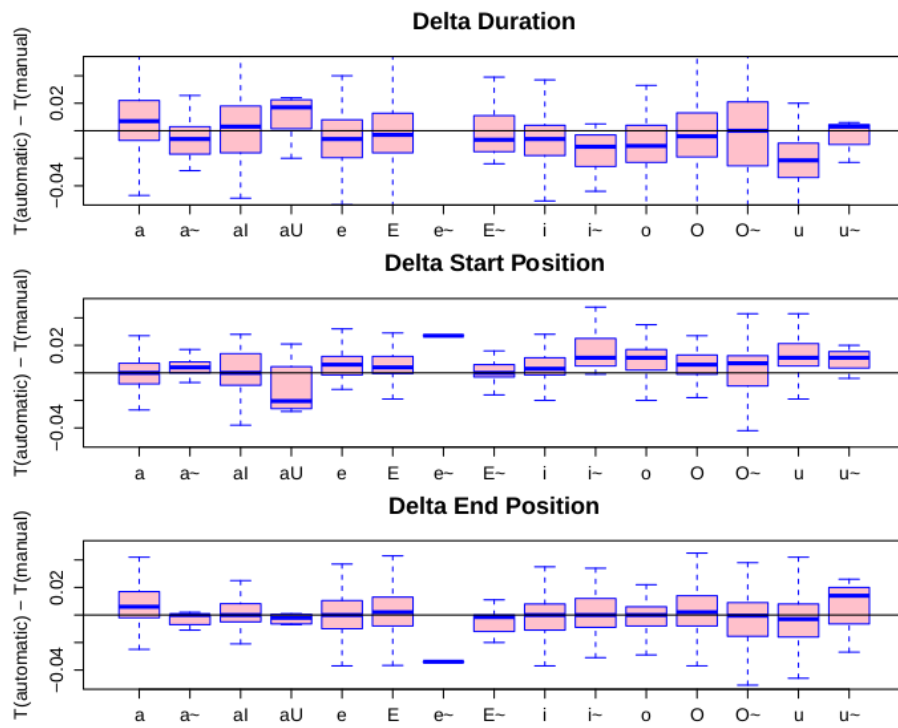 Delta Duration
T(automatic) − T(manual)
0.02
−0.04
a a~ aI aU e E e~ E~ i i~ o O O~ u u~
Delta Start Position
T(automatic) − T(manual)
0.02
−0.04
a a~ aI aU e E e~ E~ i i~ o O O~ u u~
Delta End Position
T(automatic) − T(manual)
0.02
−0.04
a a~ aI aU e E e~ E~ i i~ o O O~ u u~